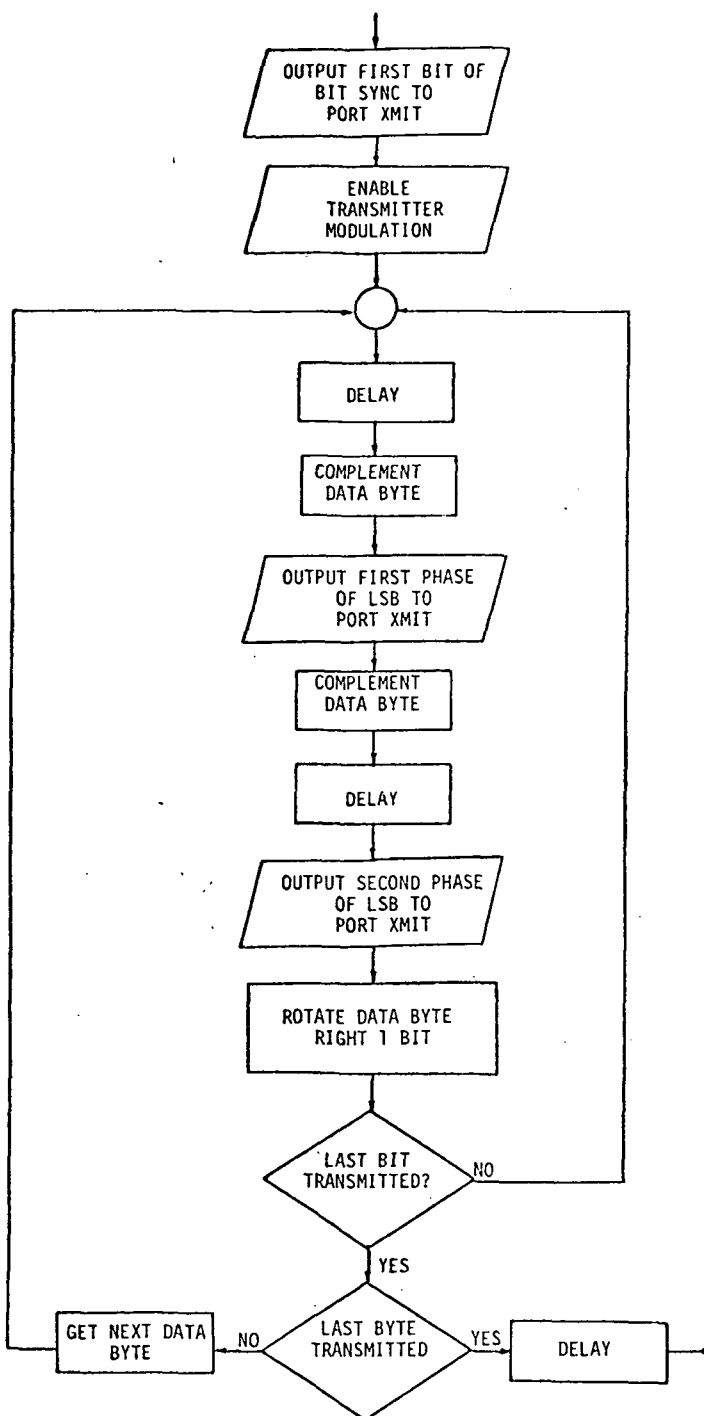 OUTPUT FIRST BIT OF
BIT SYNC TO
PORT XMIT
ENABLE
TRANSMITTER
MODULATION
DELAY
COMPLEMENT
DATA BYTE
OUTPUT FIRST PHASE
OF LSB TO
PORT XMIT
COMPLEMENT
DATA BYTE
DELAY
OUTPUT SECOND PHASE
OF LSB TO
PORT XMIT
ROTATE DATA BYTE
RIGHT 1 BIT
LAST BIT
TRANSMITTED?
NO
YES
GET NEXT DATA
BYTE
NO
LAST BYTE
TRANSMITTED
YES
DELAY